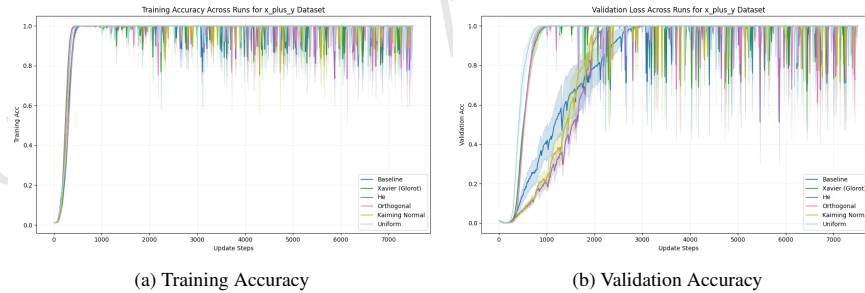 Training Accuracy Across Runs for x_plus_y Dataset
Training Acc
1.0
0.8
0.6
0.4
0.2
0.0
Baseline
Xavier (Glorot)
He
Orthogonal
Kaiming Normal
Uniform
0 1000 2000 3000 4000 5000 6000 7000
Update Steps
(a) Training Accuracy
Validation Loss Across Runs for x_plus_y Dataset
Validation Acc
1.0
0.8
0.6
0.4
0.2
0.0
Baseline
Xavier (Glorot)
He
Orthogonal
Kaiming Norm
Uniform
0 1000 2000 3000 4000 5000 6000 7000
Update Steps
(b) Validation Accuracy